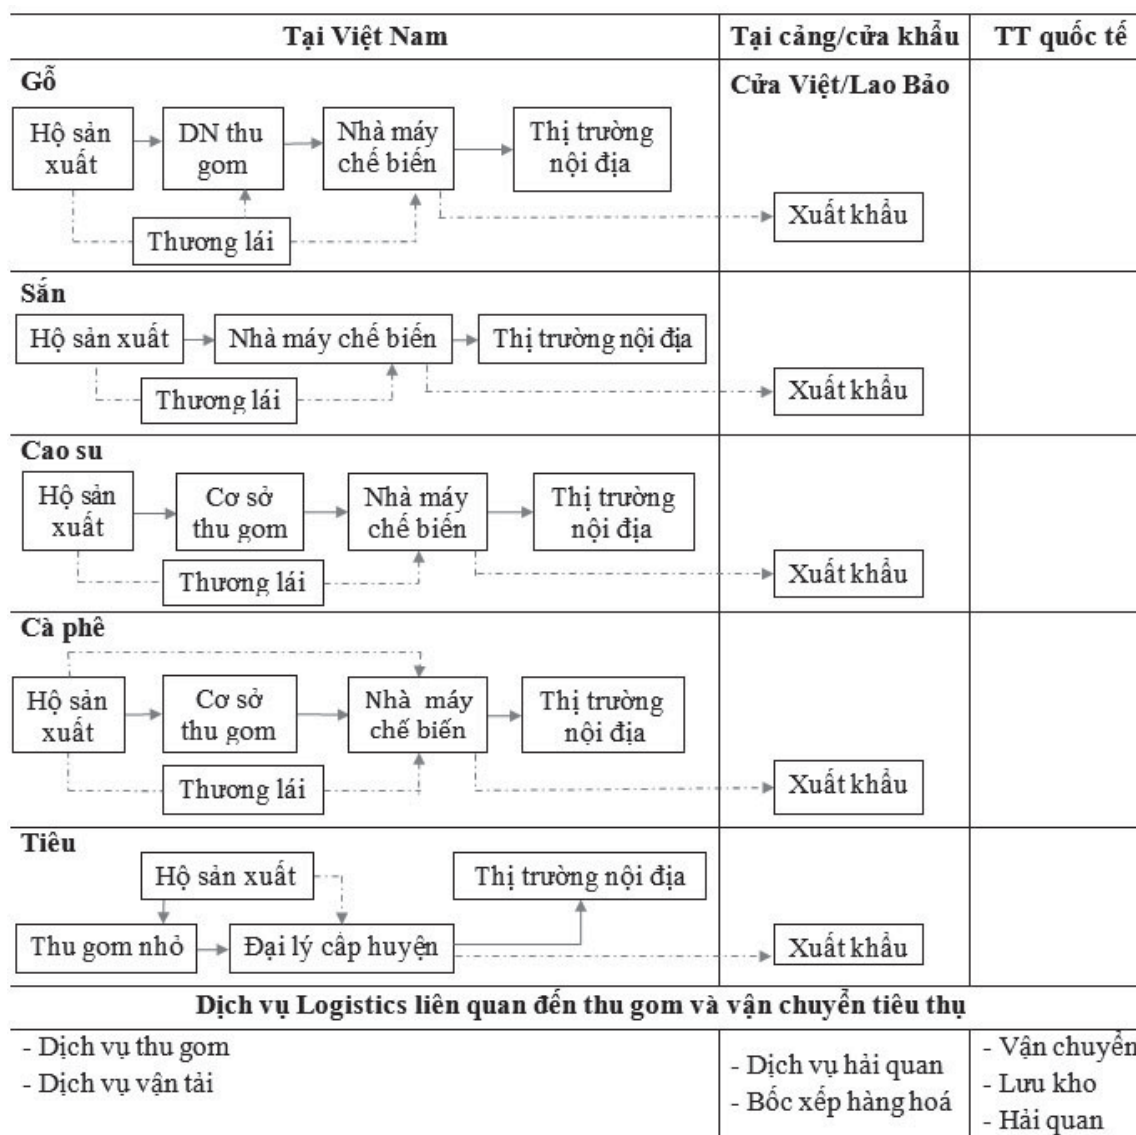 Tại Việt Nam
Tại cảng/cửa khẩu
TT quốc tế
Gỗ
Cửa Việt/Lao Bảo
Hộ sản
xuất
DN thu
gom
Nhà máy
chế biến
Thị trường
nội địa
Thương lái
Xuất khẩu
Sắn
Hộ sản xuất
Nhà máy chế biến
Thị trường nội địa
Thương lái
Xuất khẩu
Cao su
Hộ sản
xuất
Cơ sở
thu gom
Nhà máy
chế biến
Thị trường
nội địa
Thương lái
Xuất khẩu
Cà phê
Hộ sản
xuất
Cơ sở
thu gom
Nhà máy
chế biến
Thị trường
nội địa
Thương lái
Xuất khẩu
Tiêu
Hộ sản xuất
Thị trường nội địa
Thu gom nhỏ
Đại lý cấp huyện
Xuất khẩu
Dịch vụ Logistics liên quan đến thu gom và vận chuyển tiêu thụ
- Dịch vụ thu gom
- Dịch vụ vận tải
- Dịch vụ hải quan
- Bốc xếp hàng hoá
- Vận chuyển
- Lưu kho
- Hải quan